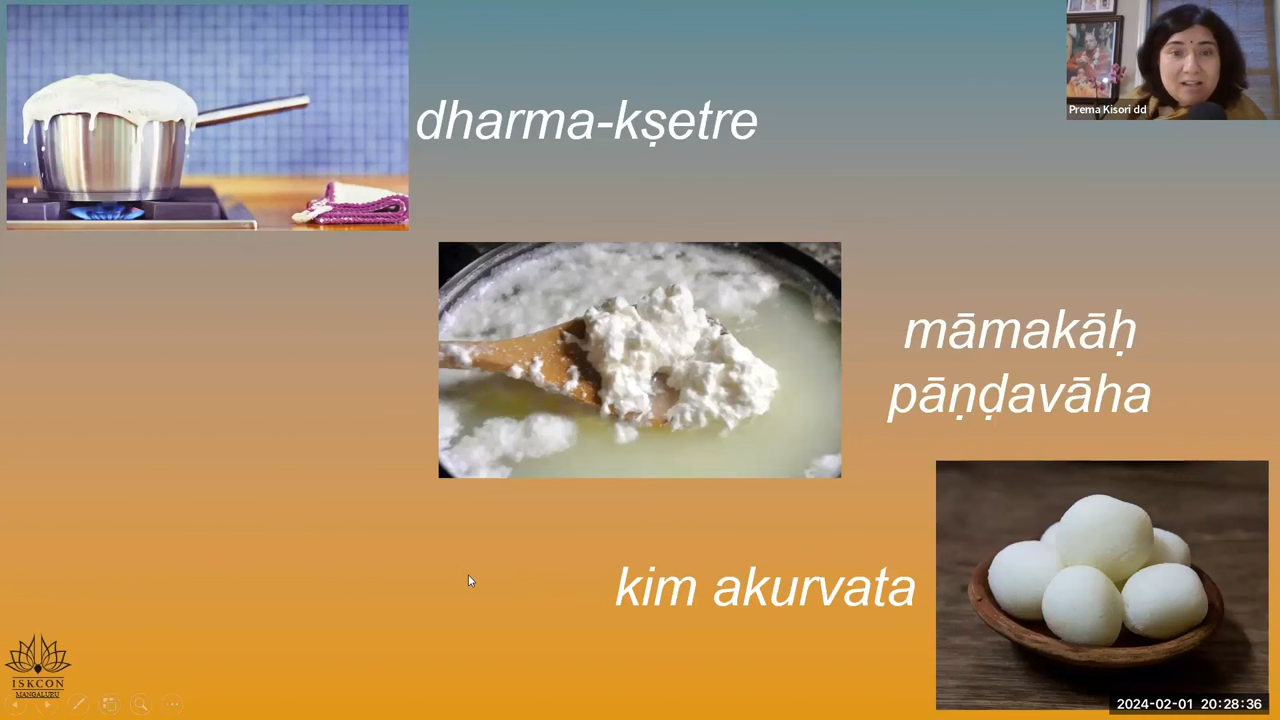 Prema Kisori dd
dharma-kṣetre
māmakāḥ
pāṇḍavāha
kim akurvata
ISKCON
MANGALURU
2024-02-01 20:28:36